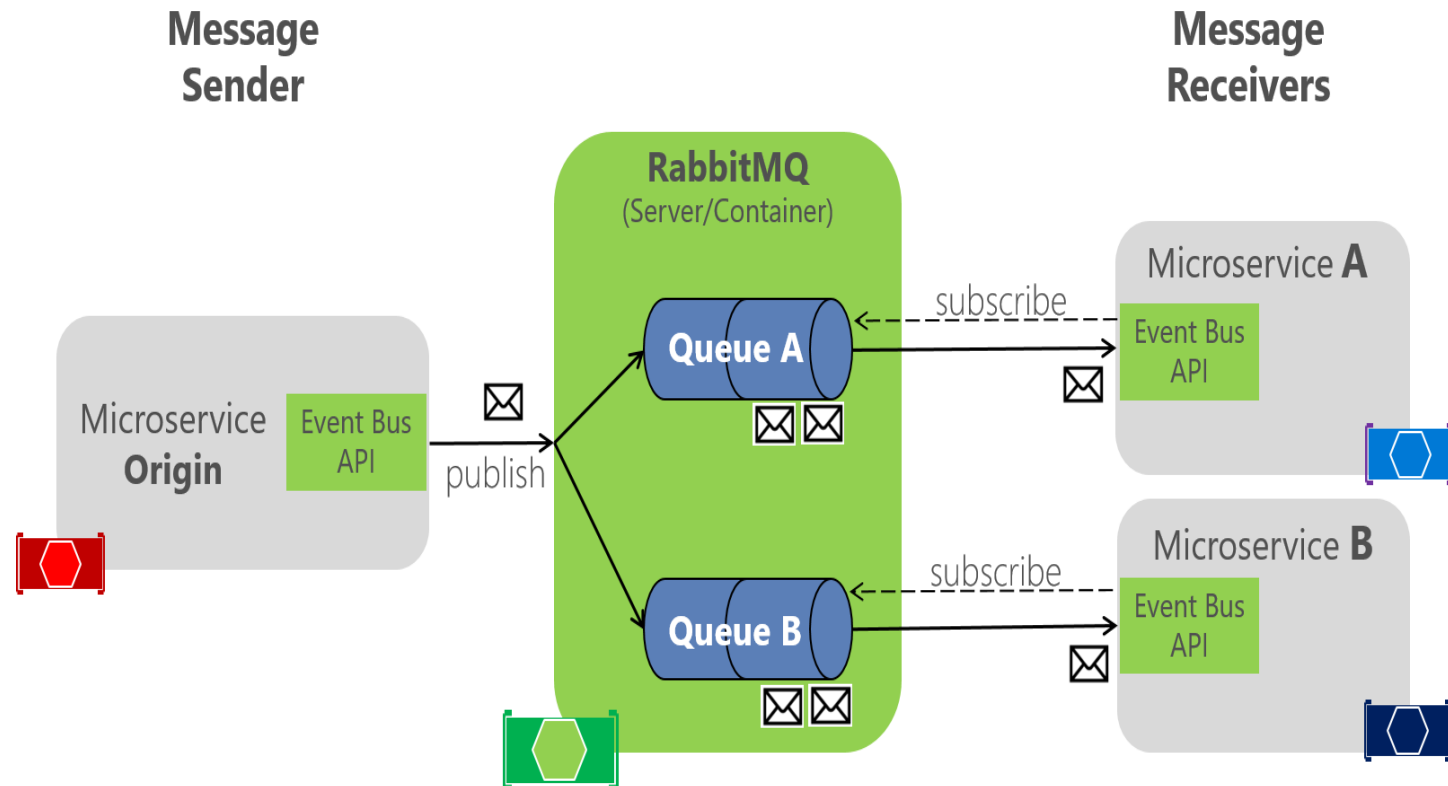 Message
Sender
Message
Receivers
RabbitMQ
(Server/Container)
Microservice
Origin
Event Bus
API
publish
Queue A
Queue B
subscribe
Microservice A
Event Bus
API
subscribe
Microservice B
Event Bus
API